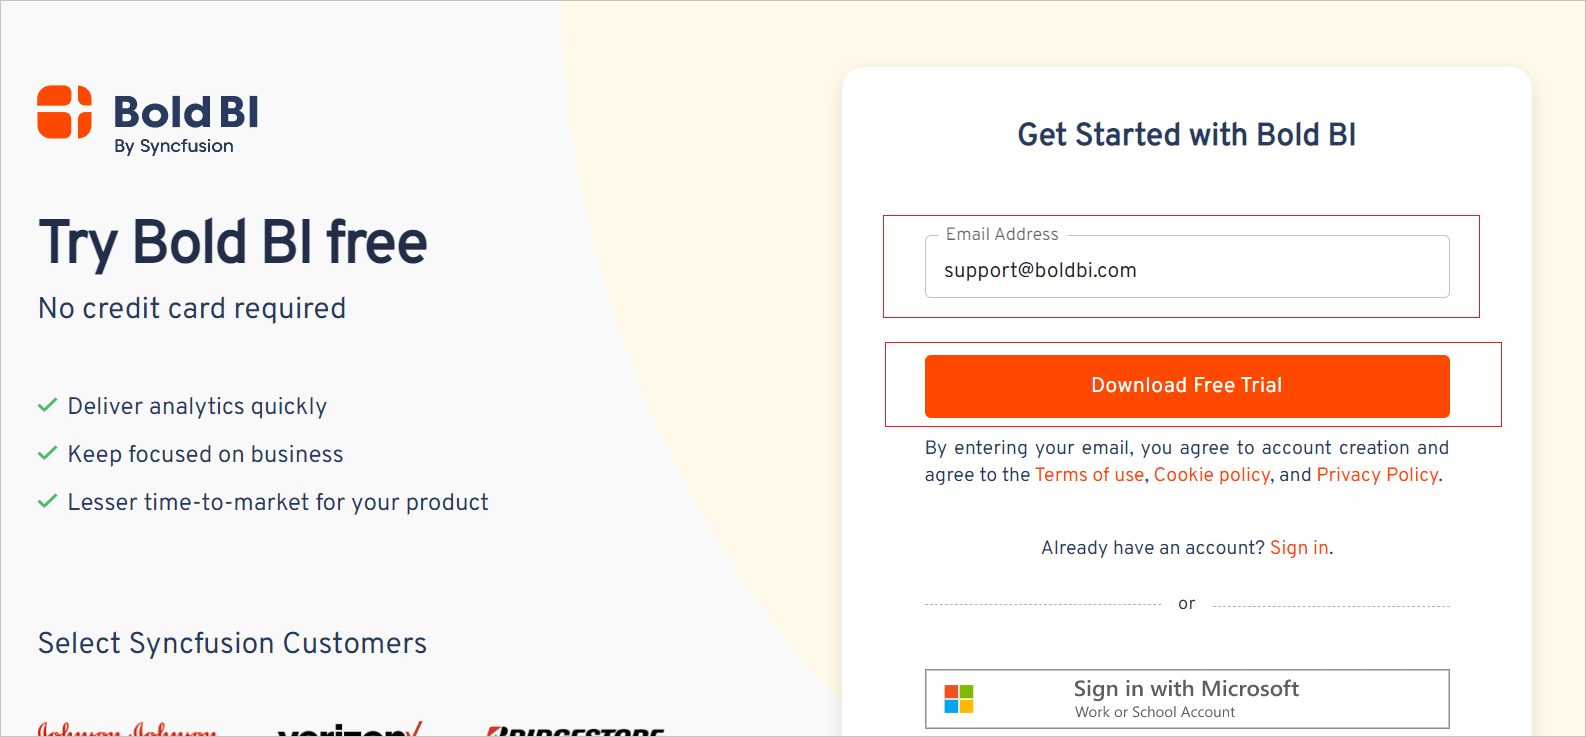 Bold BI
By Syncfusion
Try Bold BI free
No credit card required
Deliver analytics quickly
Keep focused on business
Lesser time-to-market for your product
Select Syncfusion Customers
Johnson & Johnson verizon BRIDGESTONE
Get Started with Bold BI
Email Address
support@boldbi.com
Download Free Trial
By entering your email, you agree to account creation and
agree to the Terms of use, Cookie policy, and Privacy Policy.
Already have an account? Sign in.
or
Sign in with Microsoft
Work or School Account